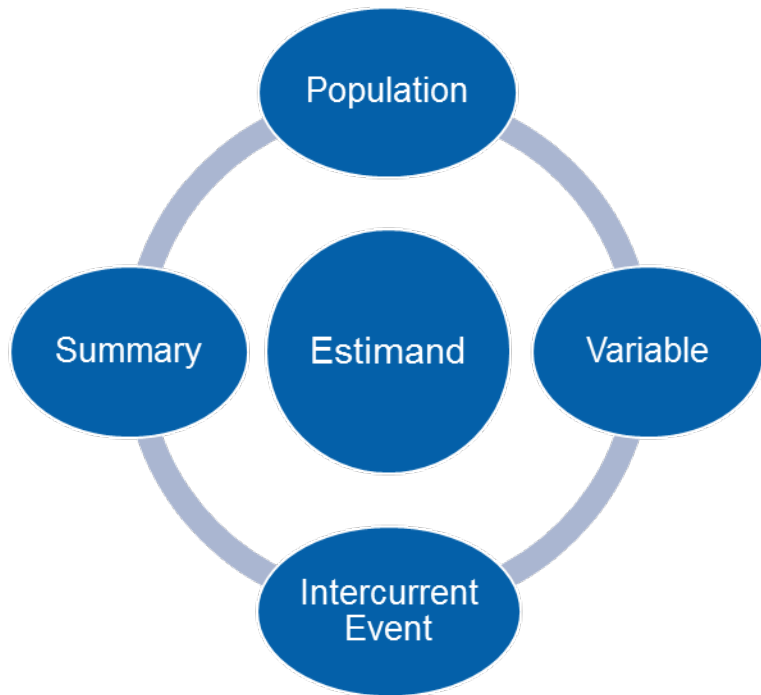 Population
Summary
Estimand
Variable
Intercurrent
Event